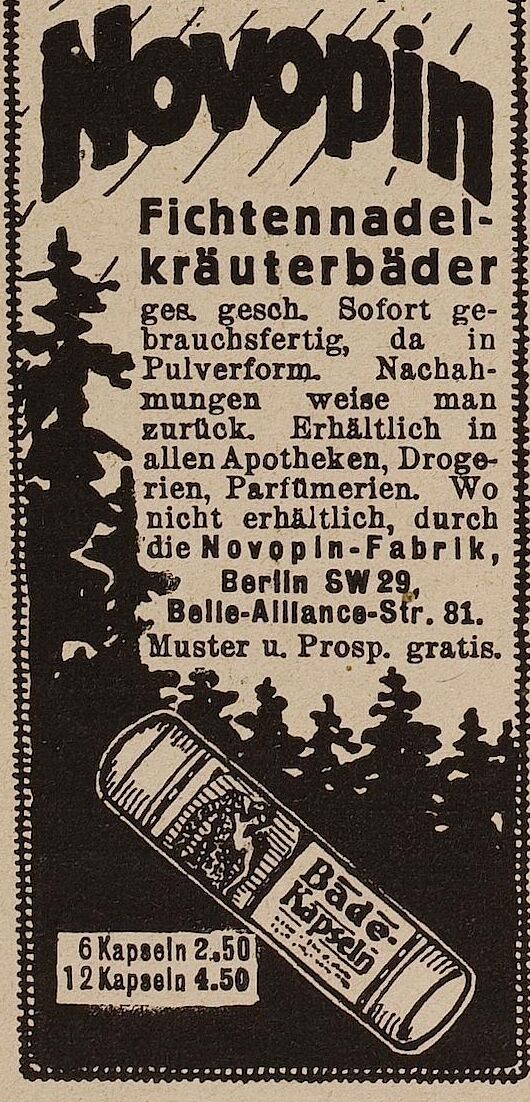 Novopin
Fichtennadel-
kräuterbäder
ges. gesch. Sofort ge-
brauchsfertig, da in
Pulverform. Nachah-
mungen weise man
zurück. Erhältlich in
allen Apotheken, Droge-
rien, Parfümerien. Wo
nicht erhältlich, durch
die Novopin-Fabrik,
Berlin SW 29,
Belle-Alliance-Str. 81.
Muster u. Prosp. gratis.
Bade-
Kapseln
6 Kapseln 2.50
12 Kapseln 4.50